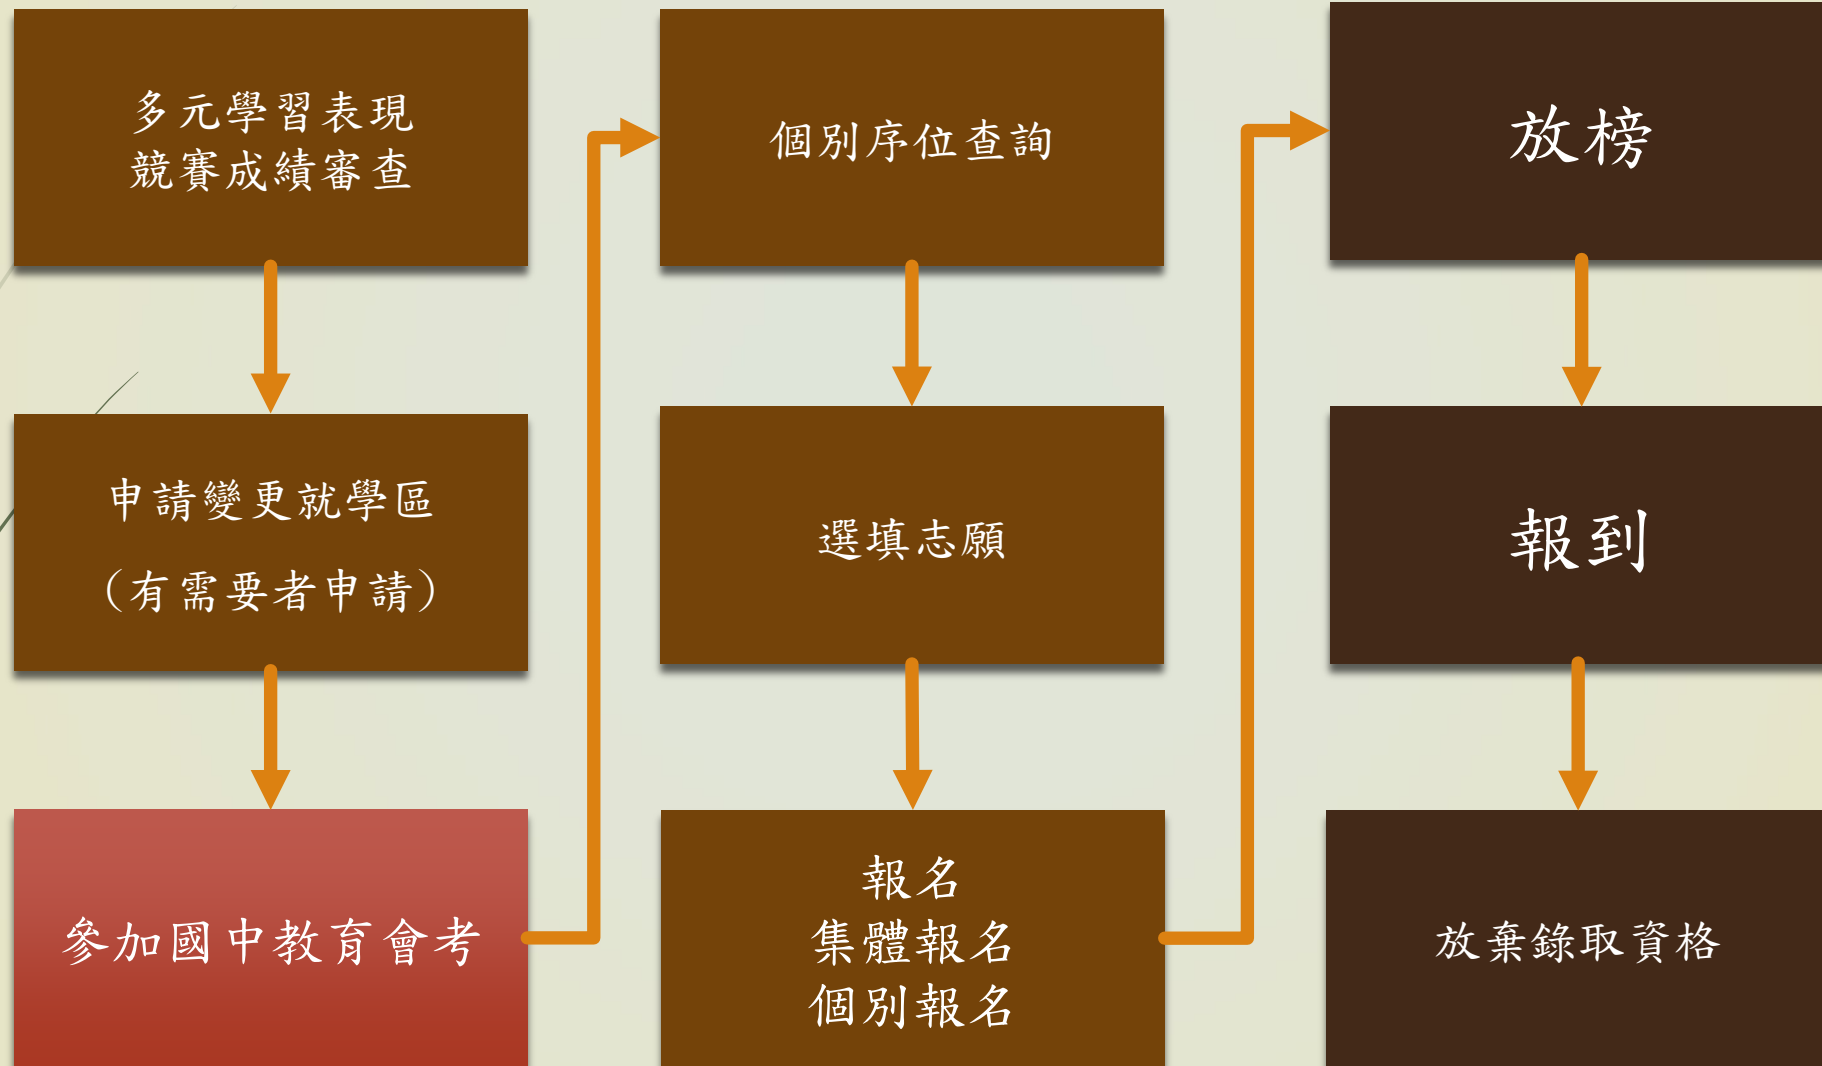 多元學習表現
競賽成績審查
申請變更就學區
（有需要者申請）
參加國中教育會考
個別序位查詢
選填志願
報名
集體報名
個別報名
放榜
報到
放棄錄取資格